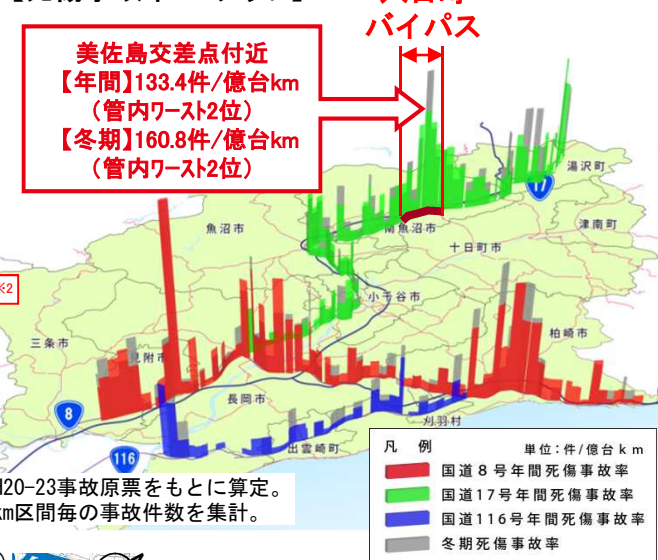 バイパス
美佐島交差点付近
【年間】133.4件/億台km
(管内ワースト2位)
【冬期】160.8件/億台km
(管内ワースト2位)
湯沢町
17
魚沼市
南魚沼市
津南町
十日町市
※2
小千谷市
三条市
見附市
柏崎市
8
長岡市
刈羽村
116
出雲崎町
H20-23事故原票をもとに算定。
km区間毎の事故件数を集計。
凡 例
単位:件/億台km
国道8号年間死傷事故率
国道17号年間死傷事故率
国道116号年間死傷事故率
冬期死傷事故率